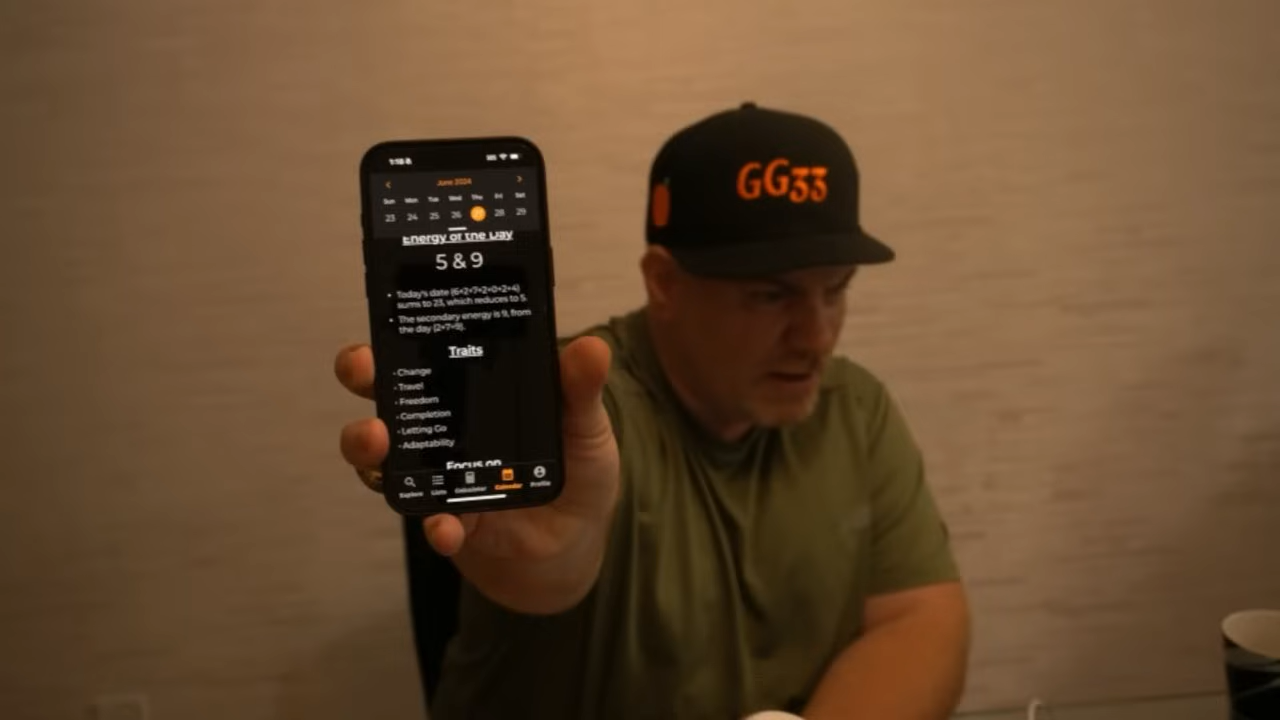 1:18
June 2024
Sun Mon Tue Wed Thu Fri Sat
23 24 25 26 27 28 29
Energy of the Day
5 & 9
• Today's date (6+2+7+2+0+2+4)
sums to 23, which reduces to 5.
• The secondary energy is 9, from
the day (2+7=9).
Traits
- Change
- Travel
- Freedom
- Completion
- Letting Go
- Adaptability
Focus on
Explore Lists Calculator Calendar Profile
GG33